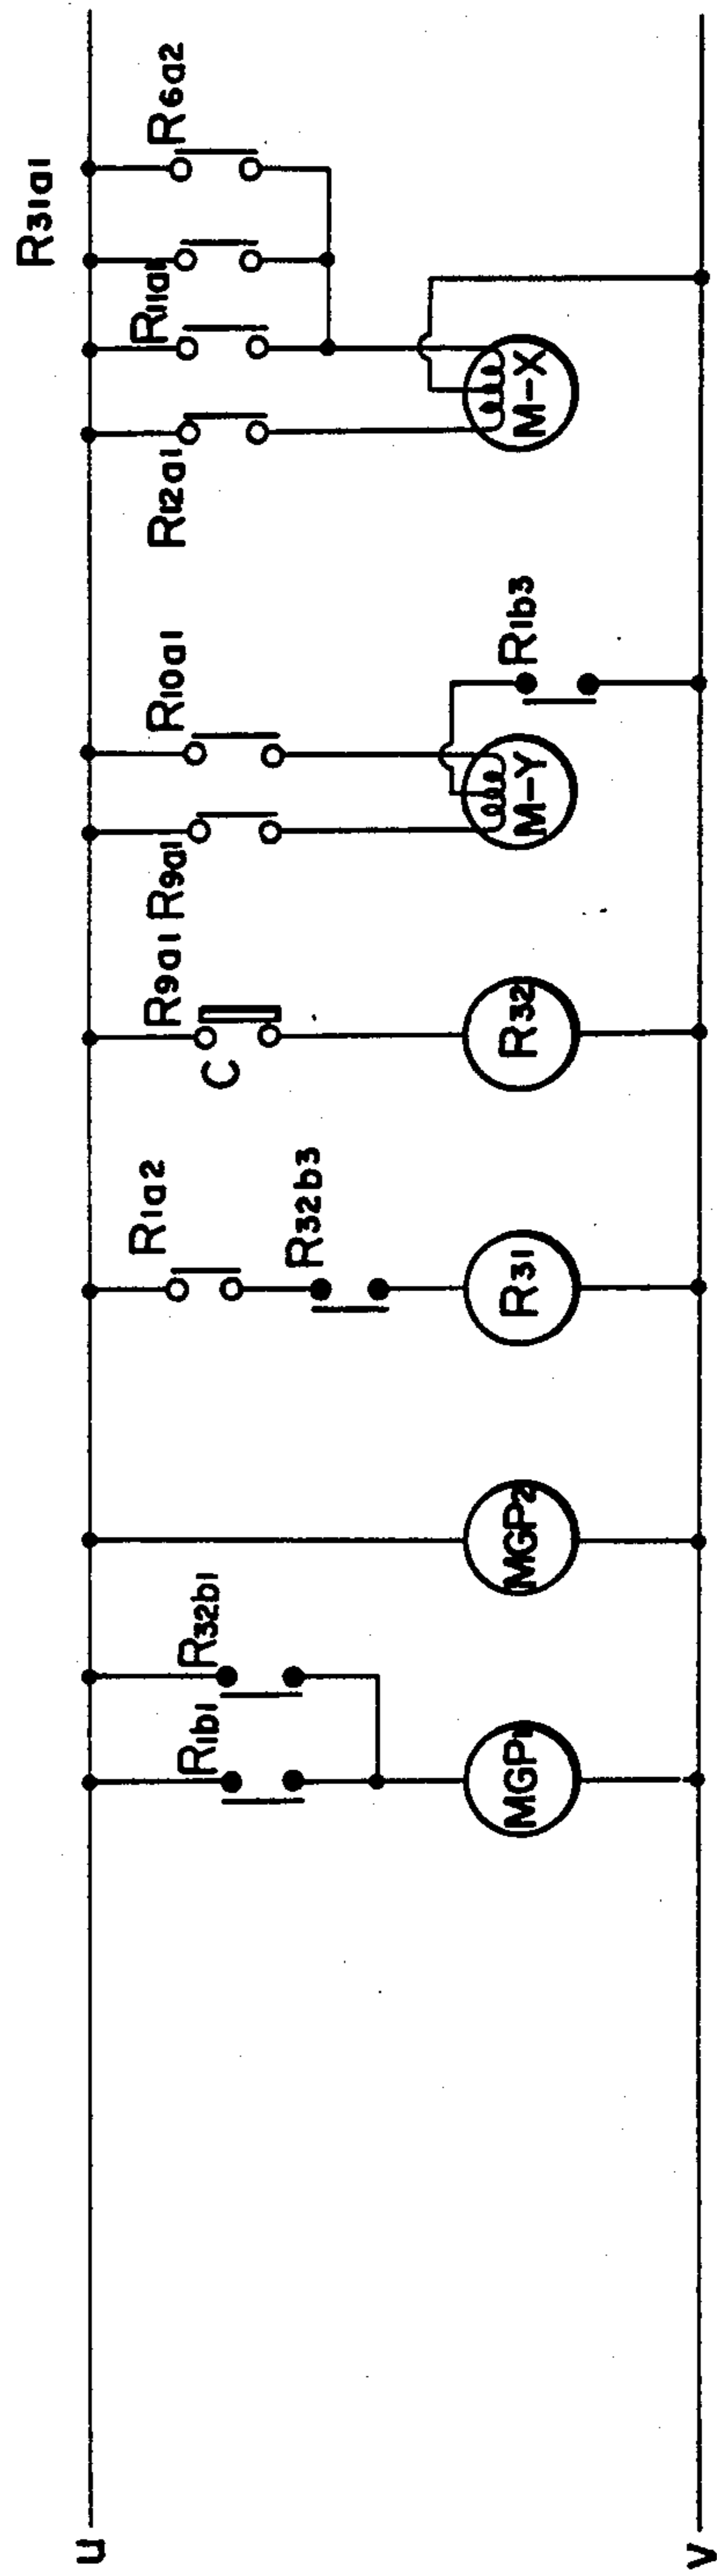 u
R1b1
R32b1
MGP1
MGP2
R1a2
R32b3
R31
R9a1
C
R32
R9a1
R10a1
M-Y
R1b3
R12a1
R11a1
R31a1
R6a2
M-X
v